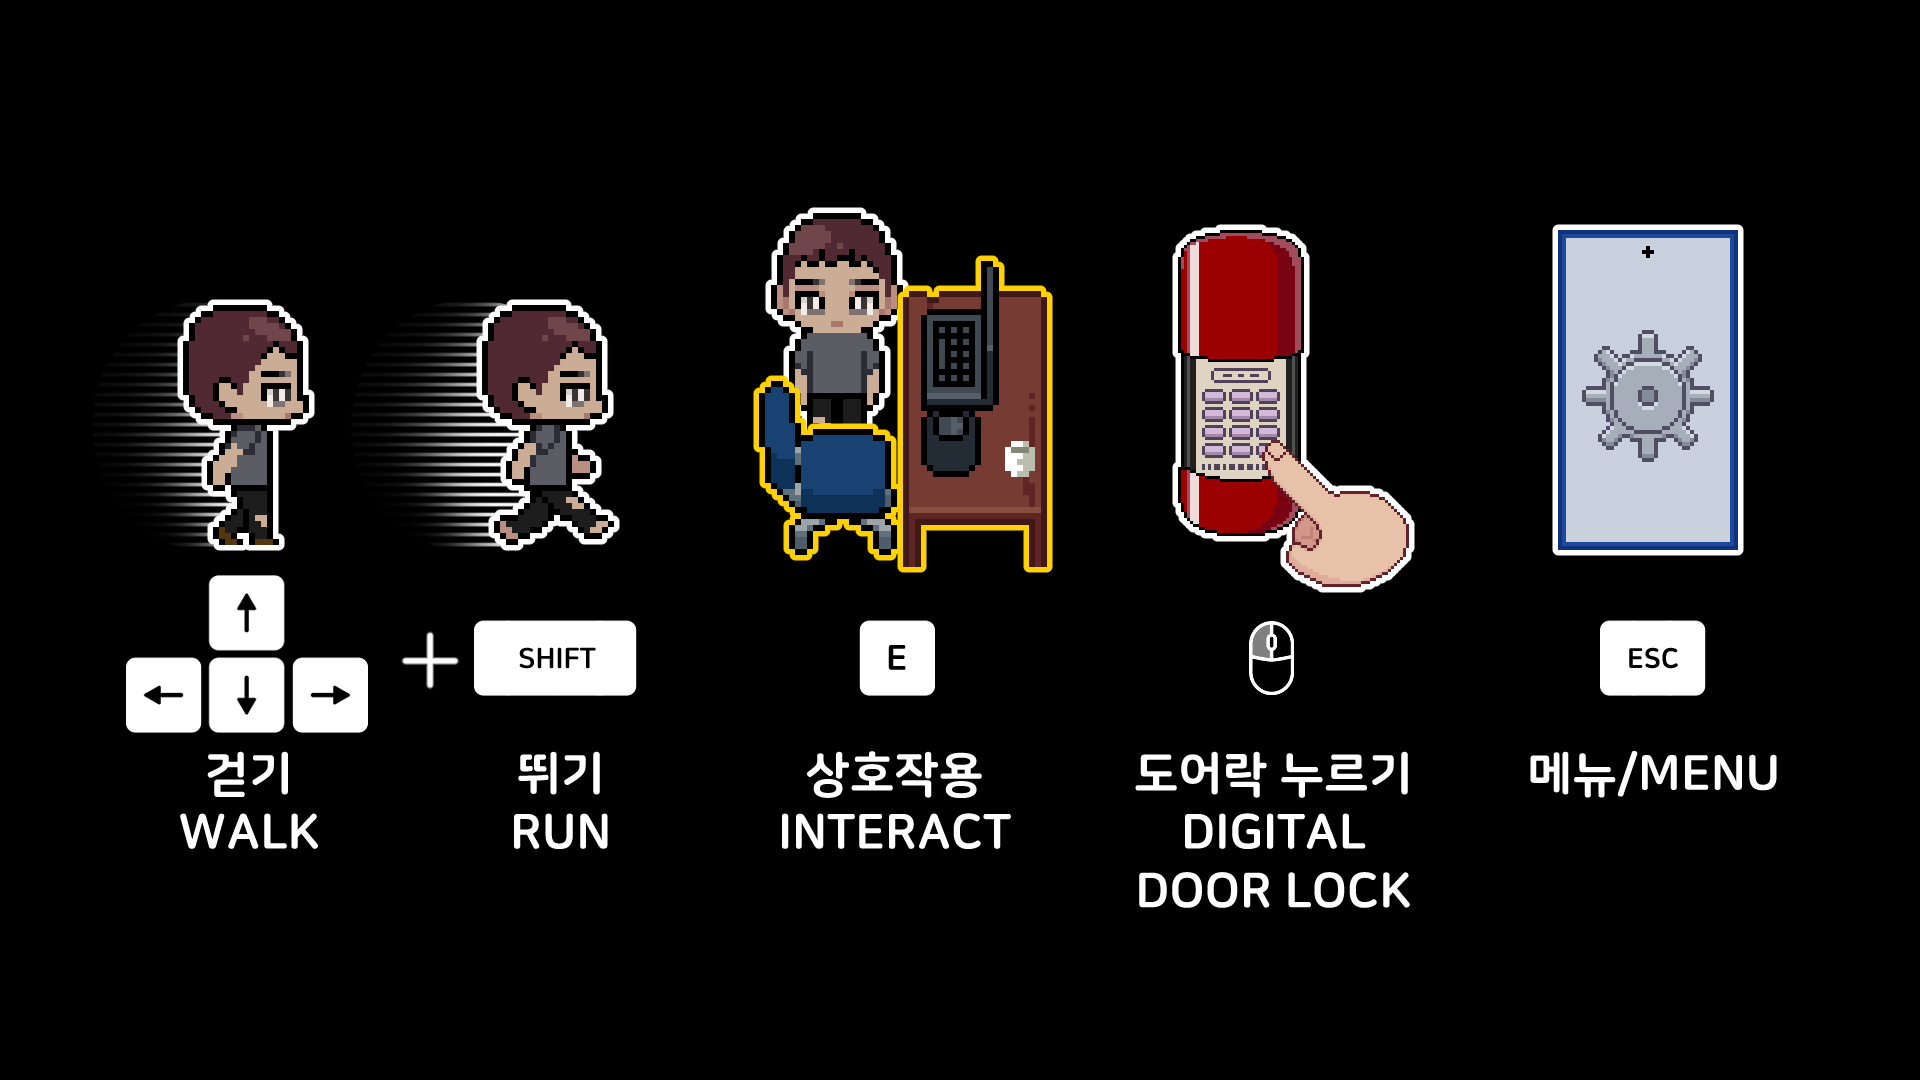 SHIFT
E
ESC
걷기
WALK
뛰기
RUN
상호작용
INTERACT
도어락 누르기
DIGITAL
DOOR LOCK
메뉴/MENU